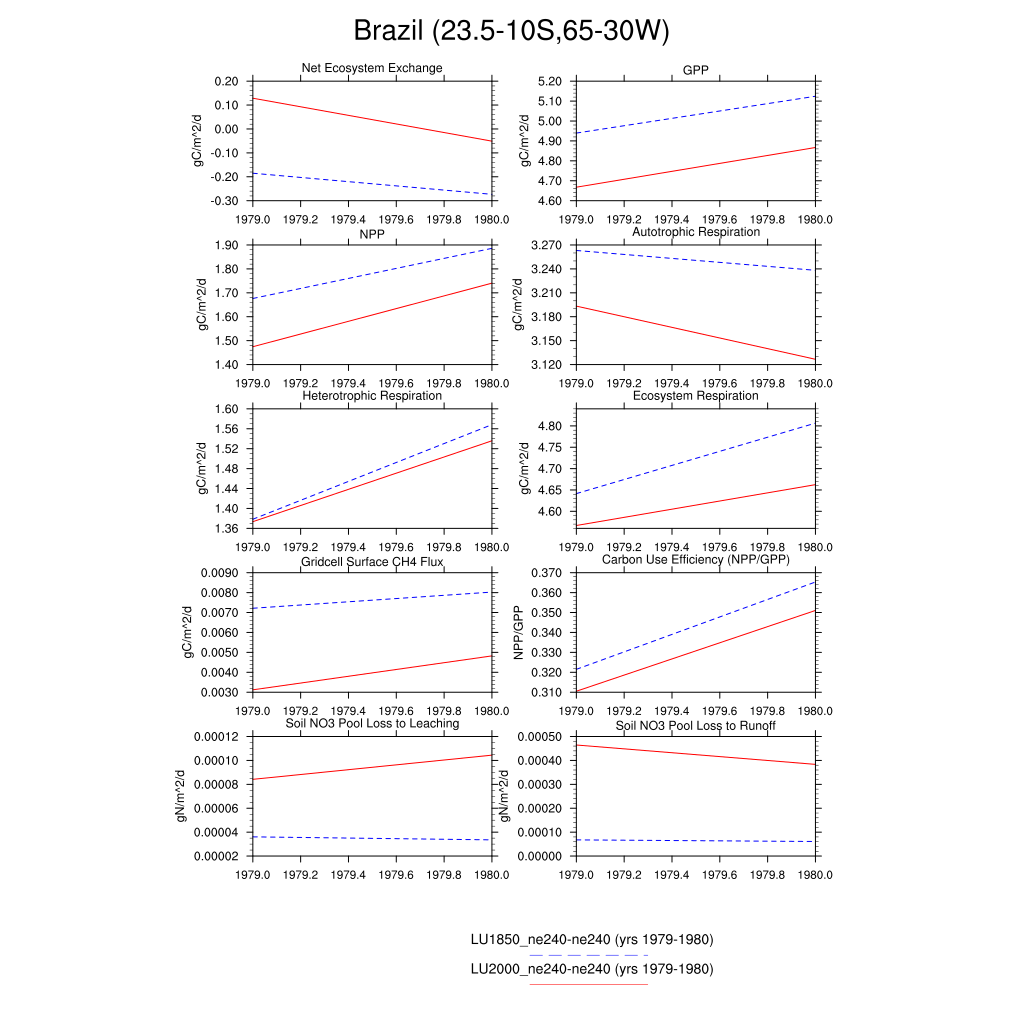 Brazil (23.5-10S,65-30W)
Net Ecosystem Exchange
gC/m^2/d
0.20
0.10
0.00
-0.10
-0.20
-0.30
1979.0 1979.2 1979.4 1979.6 1979.8 1980.0
GPP
gC/m^2/d
5.20
5.10
5.00
4.90
4.80
4.70
4.60
1979.0 1979.2 1979.4 1979.6 1979.8 1980.0
NPP
gC/m^2/d
1.90
1.80
1.70
1.60
1.50
1.40
1979.0 1979.2 1979.4 1979.6 1979.8 1980.0
Autotrophic Respiration
gC/m^2/d
3.270
3.240
3.210
3.180
3.150
3.120
1979.0 1979.2 1979.4 1979.6 1979.8 1980.0
Heterotrophic Respiration
gC/m^2/d
1.60
1.56
1.52
1.48
1.44
1.40
1.36
1979.0 1979.2 1979.4 1979.6 1979.8 1980.0
Ecosystem Respiration
gC/m^2/d
4.80
4.75
4.70
4.65
4.60
1979.0 1979.2 1979.4 1979.6 1979.8 1980.0
Gridcell Surface CH4 Flux
gC/m^2/d
0.0090
0.0080
0.0070
0.0060
0.0050
0.0040
0.0030
1979.0 1979.2 1979.4 1979.6 1979.8 1980.0
Carbon Use Efficiency (NPP/GPP)
NPP/GPP
0.370
0.360
0.350
0.340
0.330
0.320
0.310
1979.0 1979.2 1979.4 1979.6 1979.8 1980.0
Soil NO3 Pool Loss to Leaching
gN/m^2/d
0.00012
0.00010
0.00008
0.00006
0.00004
0.00002
1979.0 1979.2 1979.4 1979.6 1979.8 1980.0
Soil NO3 Pool Loss to Runoff
gN/m^2/d
0.00050
0.00040
0.00030
0.00020
0.00010
0.00000
1979.0 1979.2 1979.4 1979.6 1979.8 1980.0
LU1850_ne240-ne240 (yrs 1979-1980)
LU2000_ne240-ne240 (yrs 1979-1980)